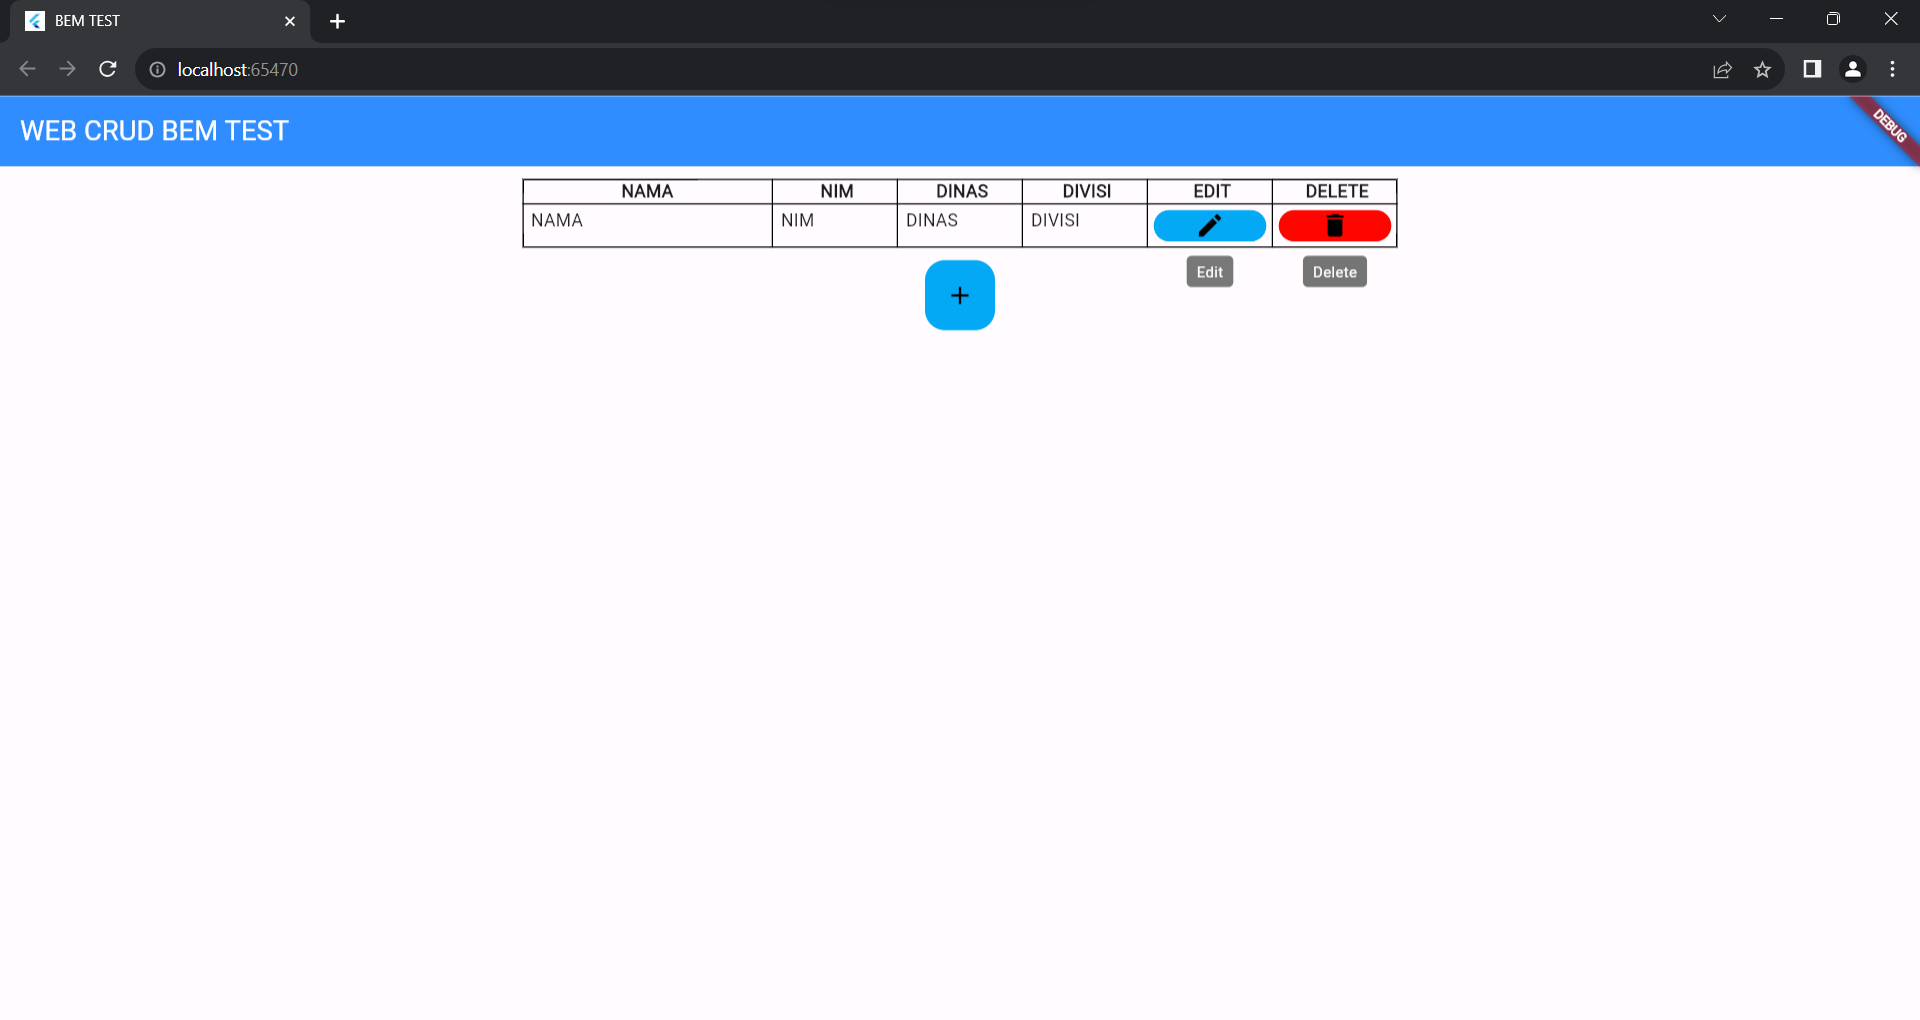 BEM TEST
localhost:65470
WEB CRUD BEM TEST
DEBUG
NAMA NIM DINAS DIVISI EDIT DELETE
NAMA NIM DINAS DIVISI
Edit Delete